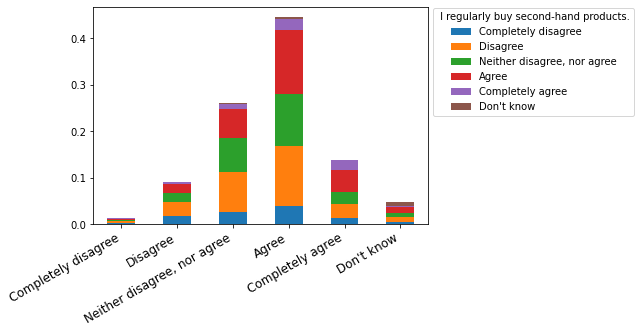 0.4
0.3
0.2
0.1
0.0
Completely disagree
Disagree
Neither disagree, nor agree
Agree
Completely agree
Don't know
I regularly buy second-hand products.
Completely disagree
Disagree
Neither disagree, nor agree
Agree
Completely agree
Don't know